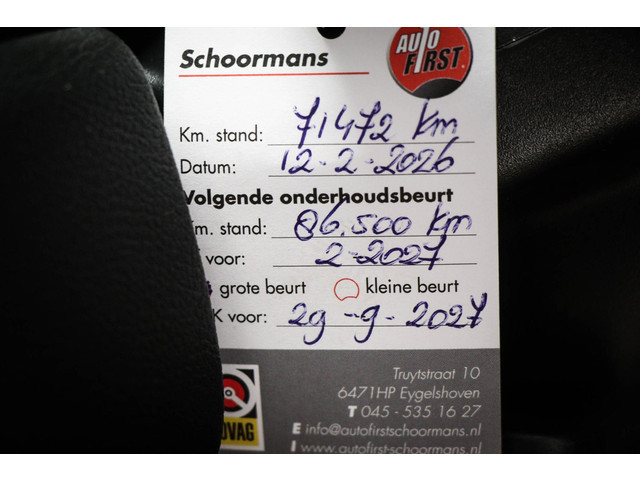 Schoormans
AUTO
FIRST.
Km. stand: 71472 km
Datum: 12-2-2026
Volgende onderhoudsbeurt
m. stand: 86.500 km
voor: 2-2027
grote beurt kleine beurt
K voor: 29-9-2027
Truytstraat 10
6471HP Eygelshoven
T 045 - 535 16 27
E info@autofirstschoormans.nl
I www.autofirst-schoormans.nl
OVAG